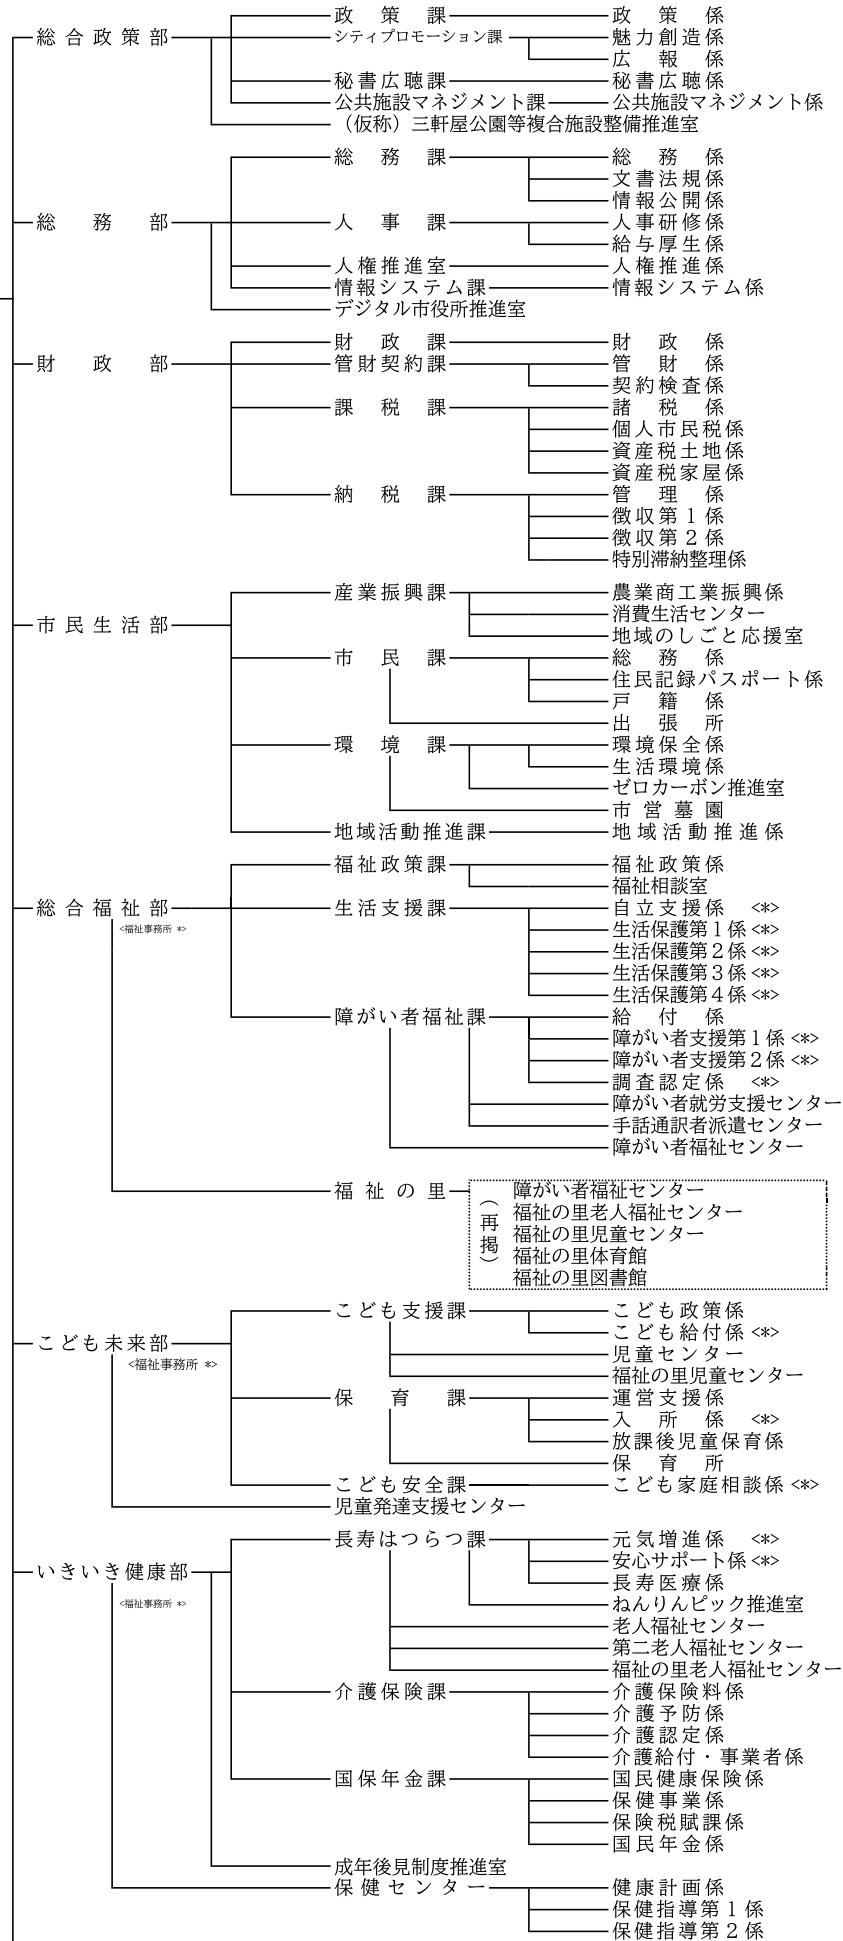 政策課 政策係
総合政策部 シティプロモーション課 魅力創造係
広報係
秘書広聴課 秘書広聴係
公共施設マネジメント課 公共施設マネジメント係
（仮称）三軒屋公園等複合施設整備推進室
総務課 総務係
文書法規係
情報公開係
総務部 人事課 人事研修係
給与厚生係
人権推進室 人権推進係
情報システム課 情報システム係
デジタル市役所推進室
財政課 財政係
財政部 管財契約課 管財係
契約検査係
課税課 諸税係
個人市民税係
資産税土地係
資産税家屋係
納税課 管理係
徴収第１係
徴収第２係
特別滞納整理係
産業振興課 農業商工業振興係
消費生活センター
市民生活部 地域のしごと応援室
市民課 総務係
住民記録パスポート係
戸籍係
出張所
環境課 環境保全係
生活環境係
ゼロカーボン推進室
市営墓園
地域活動推進課 地域活動推進係
福祉政策課 福祉政策係
福祉相談室
総合福祉部 生活支援課 自立支援係 <*>
<福祉事務所 *> 生活保護第１係 <*>
生活保護第２係 <*>
生活保護第３係 <*>
生活保護第４係 <*>
障がい者福祉課 給付係
障がい者支援第１係 <*>
障がい者支援第２係 <*>
調査認定係 <*>
障がい者就労支援センター
手話通訳者派遣センター
障がい者福祉センター
福祉の里 （再掲） 障がい者福祉センター
福祉の里老人福祉センター
福祉の里児童センター
福祉の里体育館
福祉の里図書館
こども支援課 こども政策係
こども給付係 <*>
こども未来部 児童センター
<福祉事務所 *> 福祉の里児童センター
保育課 運営支援係
入所係 <*>
放課後児童保育係
保育所
こども安全課 こども家庭相談係 <*>
児童発達支援センター
長寿はつらつ課 元気増進係 <*>
安心サポート係 <*>
いきいき健康部 長寿医療係
<福祉事務所 *> ねんりんピック推進室
老人福祉センター
第二老人福祉センター
福祉の里老人福祉センター
介護保険課 介護保険料係
介護予防係
介護認定係
介護給付・事業者係
国保年金課 国民健康保険係
保健事業係
保険税賦課係
国民年金係
成年後見制度推進室
保健センター 健康計画係
保健指導第１係
保健指導第２係